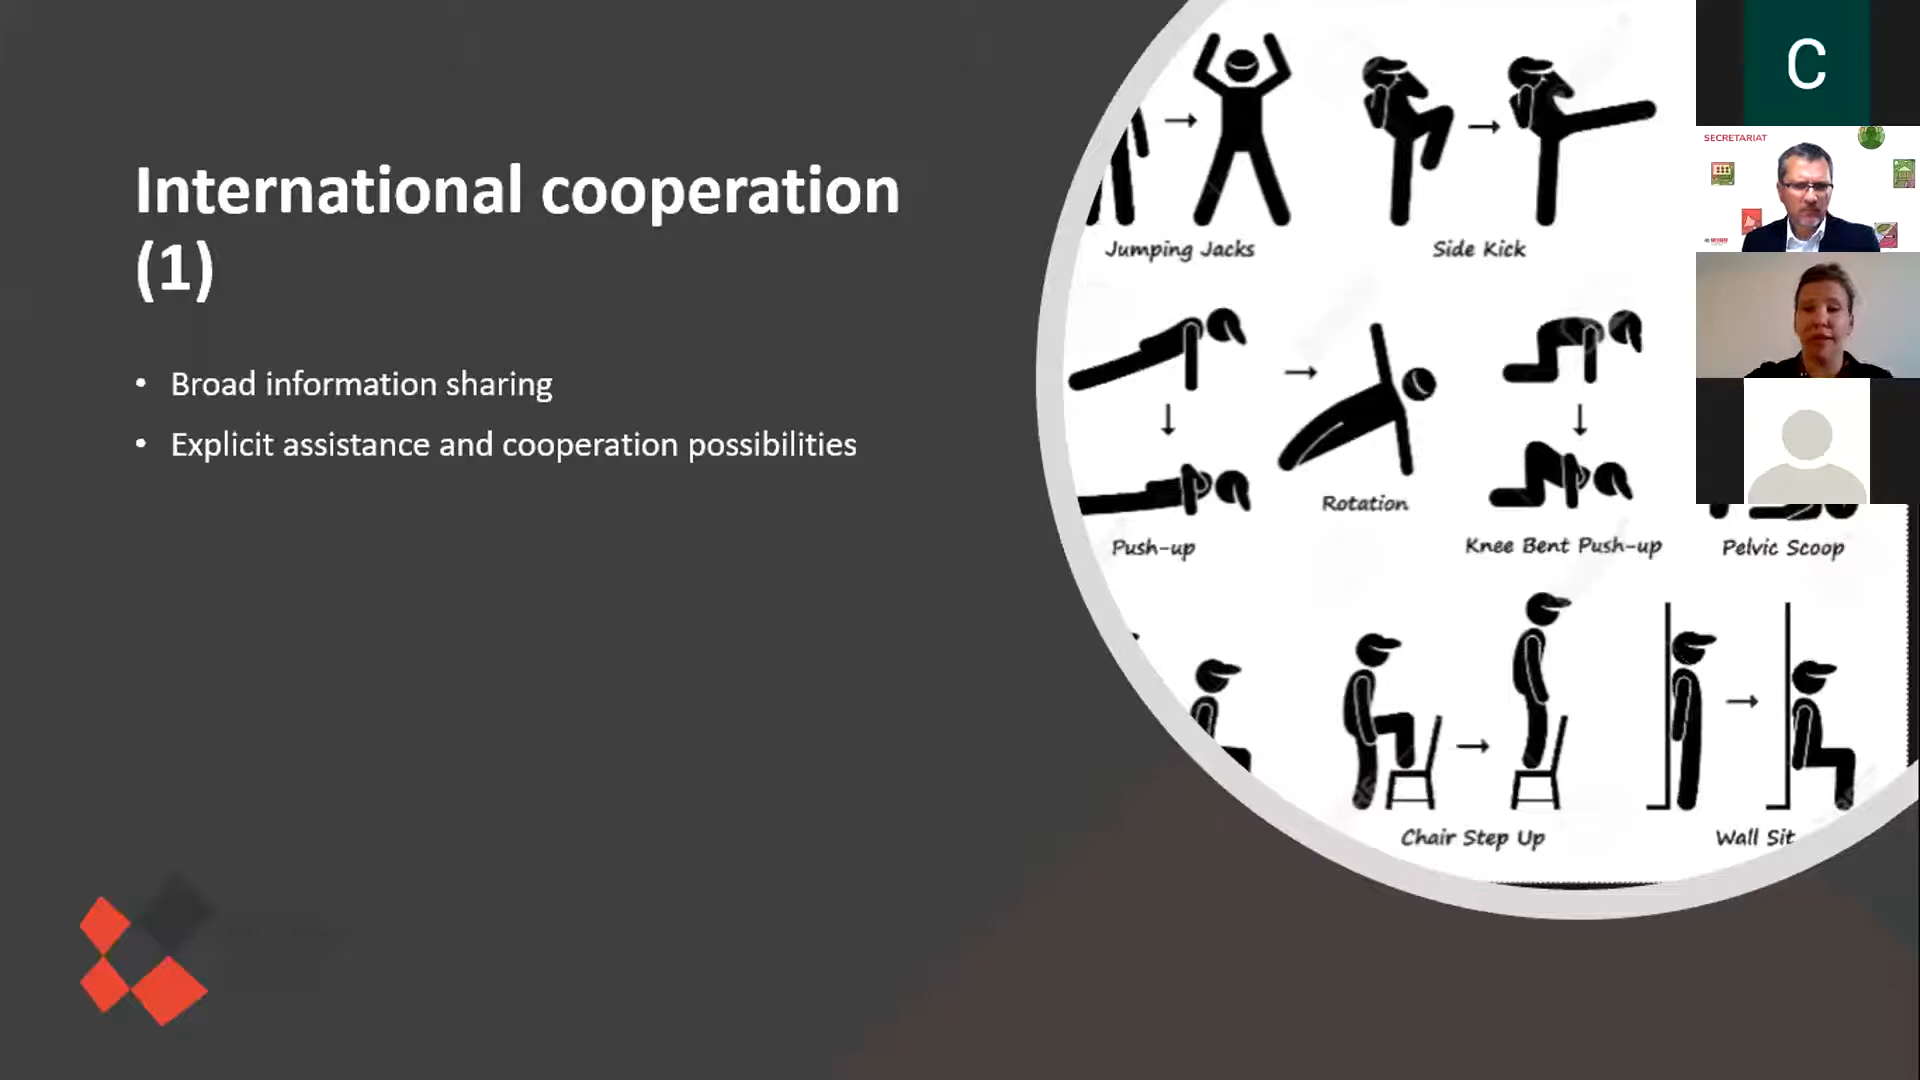 International cooperation
(1)
• Broad information sharing
• Explicit assistance and cooperation possibilities
Jumping Jacks
Side Kick
Rotation
Push-up
Knee Bent Push-up
Pelvic Scoop
Chair Step Up
Wall Sit
C
SECRETARIAT